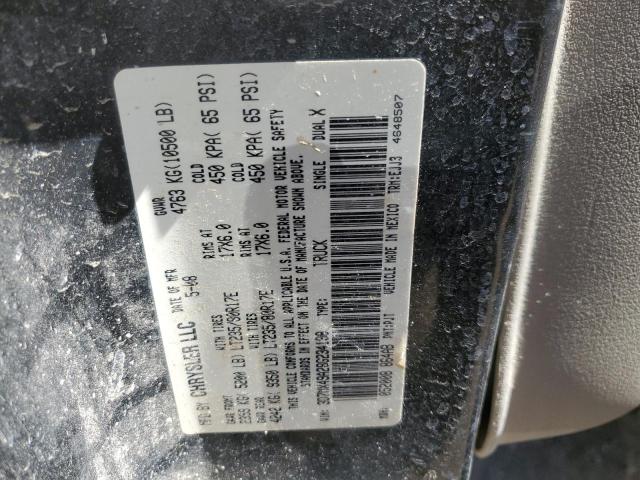 MFD BY CHRYSLER LLC DATE OF MFR 5-08 GVWR 4763 KG(10500 LB)
GAWR FRONT WITH TIRES RIMS AT COLD
2359 KG( 5200 LB) LT235/80R17E 17X6.0 450 KPA( 65 PSI)
GAWR REAR WITH TIRES RIMS AT COLD
4242 KG( 9350 LB) LT235/80R17E 17X6.0 450 KPA( 65 PSI)
THIS VEHICLE CONFORMS TO ALL APPLICABLE U.S.A. FEDERAL MOTOR VEHICLE SAFETY
STANDARDS IN EFFECT ON THE DATE OF MANUFACTURE SHOWN ABOVE.
VIN: TRUCK SINGLE DUAL X
MADE IN MEXICO TRM:EJJ3 4648507